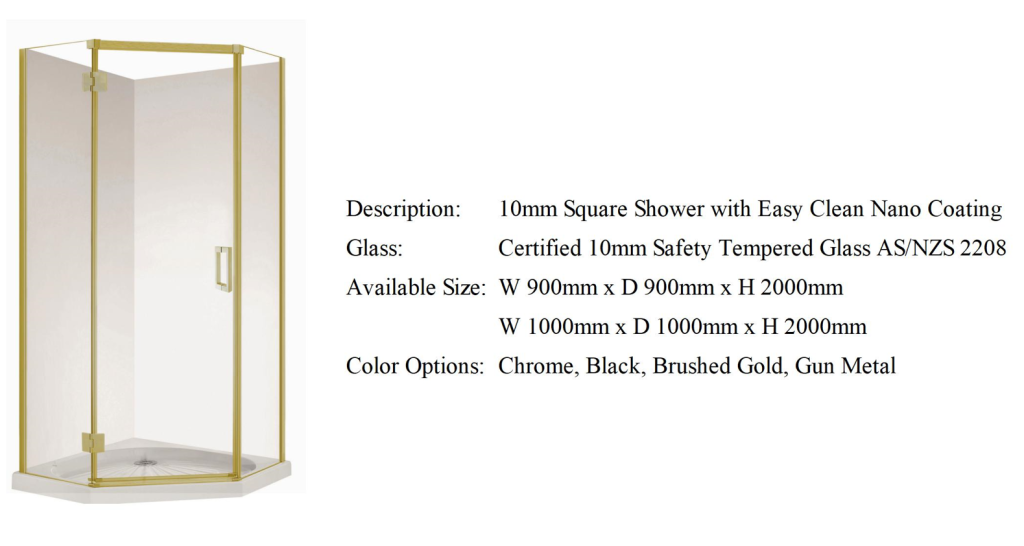 Description: 10mm Square Shower with Easy Clean Nano Coating
Glass: Certified 10mm Safety Tempered Glass AS/NZS 2208
Available Size: W 900mm x D 900mm x H 2000mm
W 1000mm x D 1000mm x H 2000mm
Color Options: Chrome, Black, Brushed Gold, Gun Metal